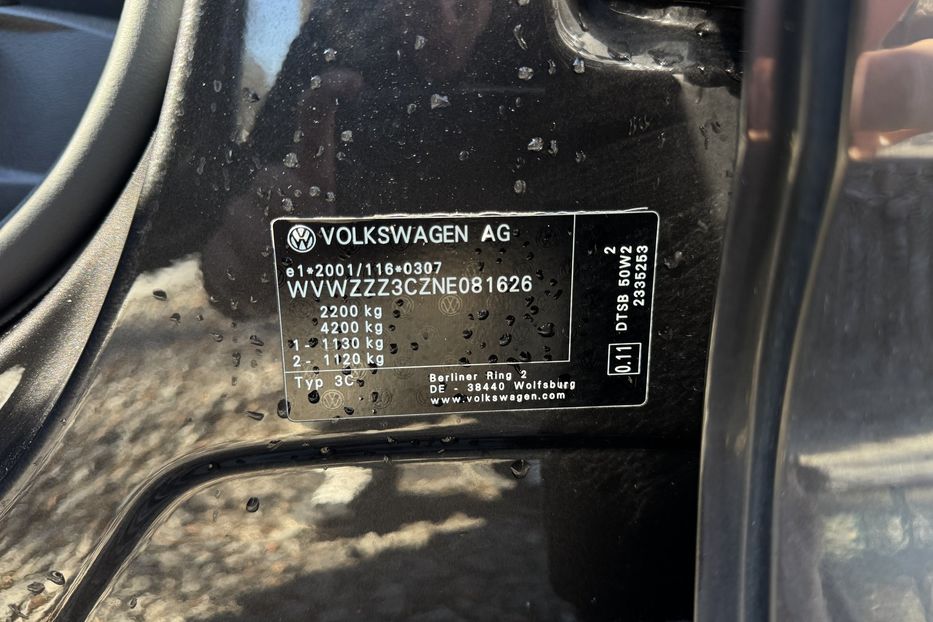 VOLKSWAGEN AG
e1*2001/116*0307
WVWZZZ3CZNE081626
2200 kg
4200 kg
1 - 1130 kg
2 - 1120 kg
Typ 3C
Berliner Ring 2
DE - 38440 Wolfsburg
www.volkswagen.com
0.11 DTSB 50W2 2
2335253